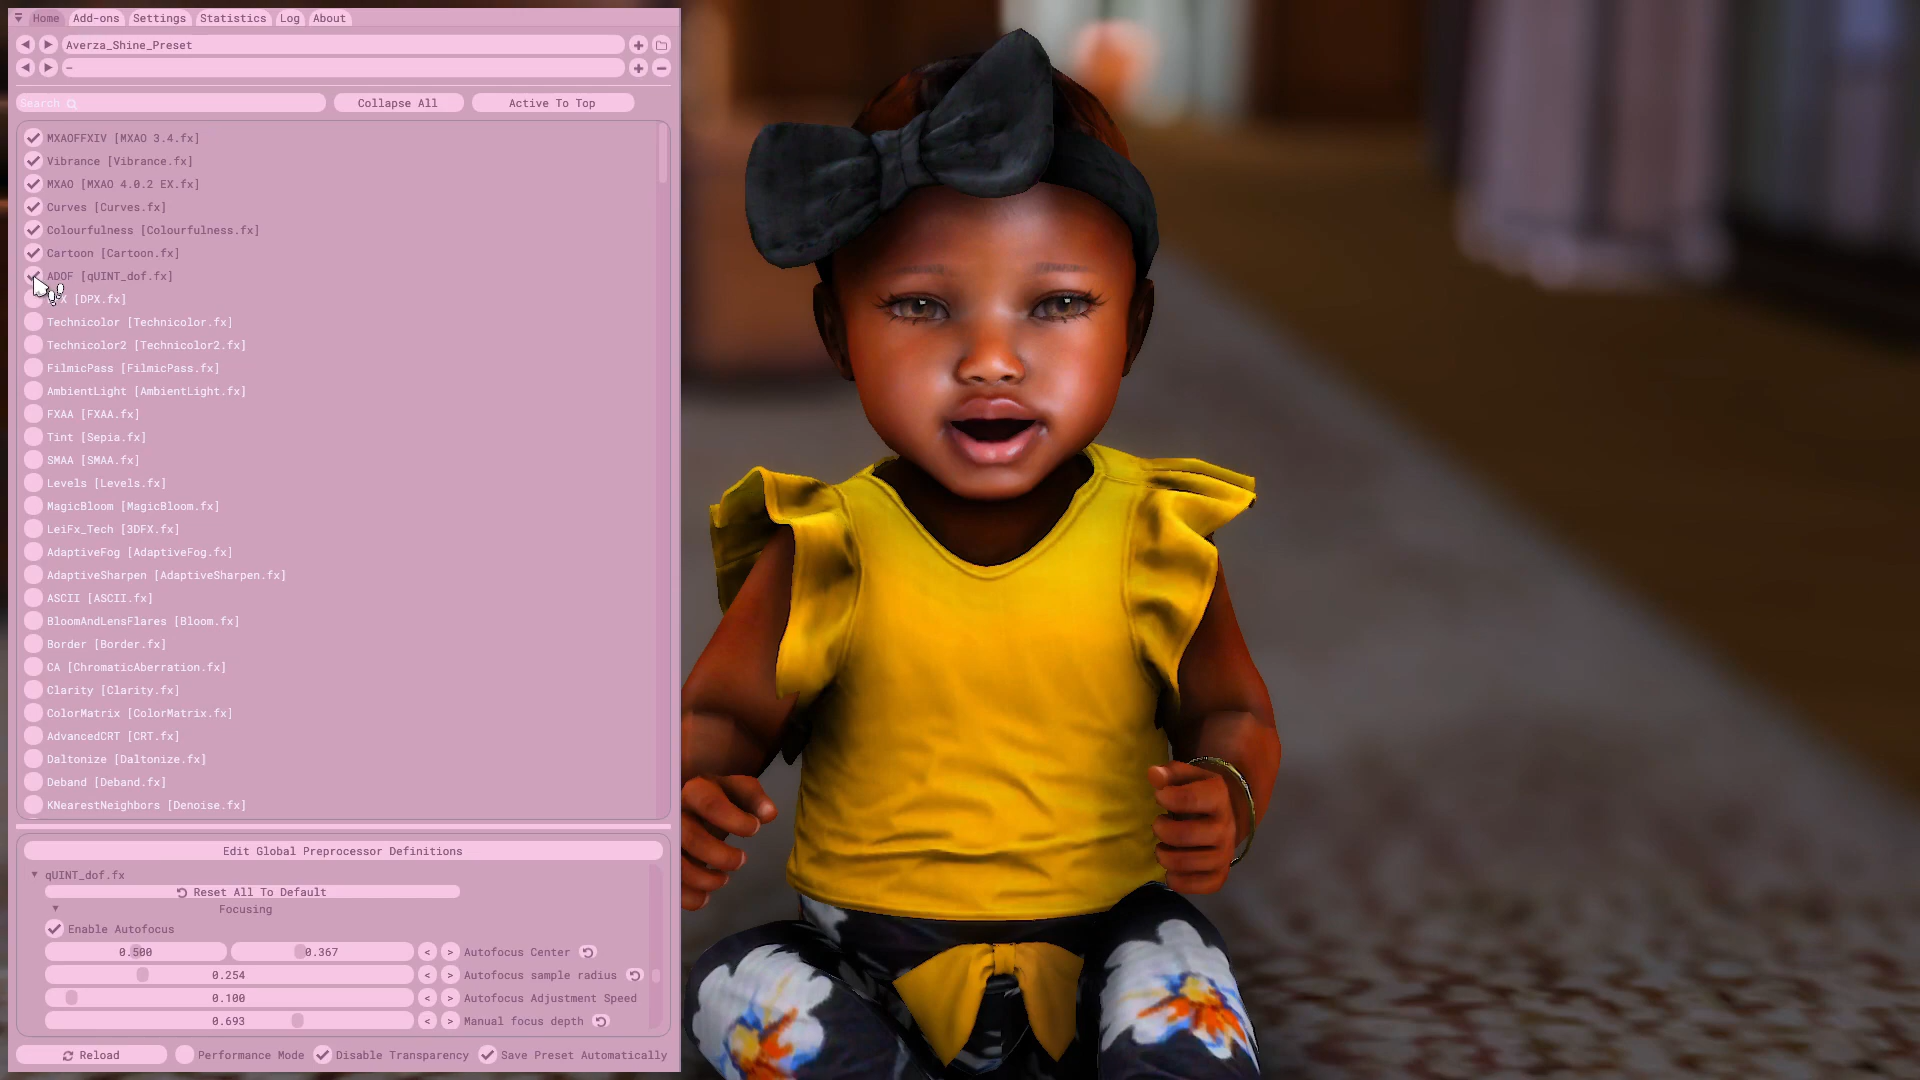 Home Add-ons Settings Statistics Log About
Averza_Shine_Preset
-
Search Collapse All Active To Top
MXAOFFXIV [MXAO 3.4.fx]
Vibrance [Vibrance.fx]
MXAO [MXAO 4.0.2 EX.fx]
Curves [Curves.fx]
Colourfulness [Colourfulness.fx]
Cartoon [Cartoon.fx]
ADOF [qUINT_dof.fx]
[DPX.fx]
Technicolor [Technicolor.fx]
Technicolor2 [Technicolor2.fx]
FilmicPass [FilmicPass.fx]
AmbientLight [AmbientLight.fx]
FXAA [FXAA.fx]
Tint [Sepia.fx]
SMAA [SMAA.fx]
Levels [Levels.fx]
MagicBloom [MagicBloom.fx]
LeiFx_Tech [3DFX.fx]
AdaptiveFog [AdaptiveFog.fx]
AdaptiveSharpen [AdaptiveSharpen.fx]
ASCII [ASCII.fx]
BloomAndLensFlares [Bloom.fx]
Border [Border.fx]
CA [ChromaticAberration.fx]
Clarity [Clarity.fx]
ColorMatrix [ColorMatrix.fx]
AdvancedCRT [CRT.fx]
Daltonize [Daltonize.fx]
Deband [Deband.fx]
KNearestNeighbors [Denoise.fx]
Edit Global Preprocessor Definitions
qUINT_dof.fx
Reset All To Default
Focusing
Enable Autofocus
0.500 0.367 < > Autofocus Center
0.254 < > Autofocus sample radius
0.100 < > Autofocus Adjustment Speed
0.693 < > Manual focus depth
Reload Performance Mode Disable Transparency Save Preset Automatically